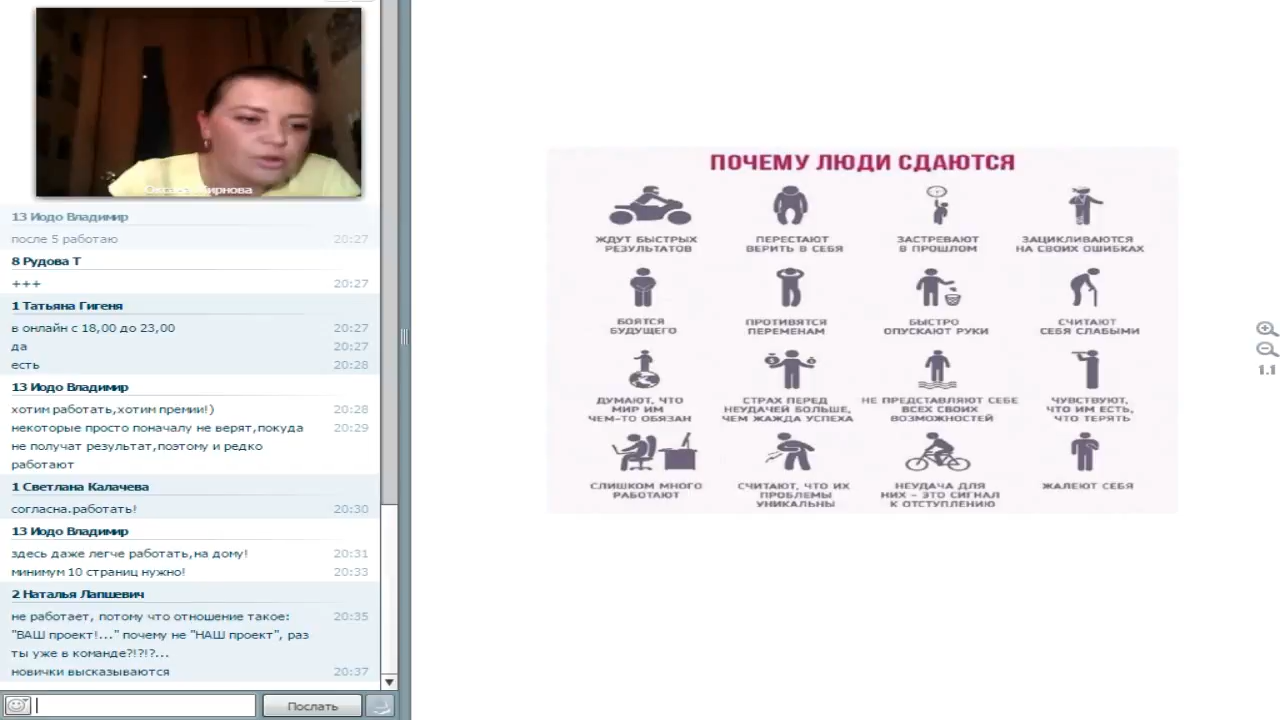 Оксана Смирнова
13 Йодо Владимир
после 5 работаю 20:27
8 Рудова Т
+++ 20:27
1 Татьяна Гигеня
в онлайн с 18,00 до 23,00 20:27
да 20:27
есть 20:28
13 Йодо Владимир
хотим работать,хотим премии!) 20:28
некоторые просто поначалу не верят,покуда 20:29
не получат результат,поэтому и редко
работают
1 Светлана Калачева
согласна.работать! 20:30
13 Йодо Владимир
здесь даже легче работать,на дому! 20:31
минимум 10 страниц нужно! 20:33
2 Наталья Лапшевич
не работает, потому что отношение такое: 20:35
"ВАШ проект!..." почему не "НАШ проект", раз
ты уже в команде?!?!?...
новички высказываются 20:37
Послать
ПОЧЕМУ ЛЮДИ СДАЮТСЯ
ЖДУТ БЫСТРЫХ
РЕЗУЛЬТАТОВ
ПЕРЕСТАЮТ
ВЕРИТЬ В СЕБЯ
ЗАСТРЕВАЮТ
В ПРОШЛОМ
ЗАЦИКЛИВАЮТСЯ
НА СВОИХ ОШИБКАХ
БОЯТСЯ
БУДУЩЕГО
ПРОТИВЯТСЯ
ПЕРЕМЕНАМ
БЫСТРО
ОПУСКАЮТ РУКИ
СЧИТАЮТ
СЕБЯ СЛАБЫМИ
ДУМАЮТ, ЧТО
МИР ИМ
ЧЕМ-ТО ОБЯЗАН
СТРАХ ПЕРЕД
НЕУДАЧЕЙ БОЛЬШЕ,
ЧЕМ ЖАЖДА УСПЕХА
НЕ ПРЕДСТАВЛЯЮТ СЕБЕ
ВСЕХ СВОИХ
ВОЗМОЖНОСТЕЙ
ЧУВСТВУЮТ,
ЧТО ИМ ЕСТЬ,
ЧТО ТЕРЯТЬ
СЛИШКОМ МНОГО
РАБОТАЮТ
СЧИТАЮТ, ЧТО ИХ
ПРОБЛЕМЫ
УНИКАЛЬНЫ
НЕУДАЧА ДЛЯ
НИХ – ЭТО СИГНАЛ
К ОТСТУПЛЕНИЮ
ЖАЛЕЮТ СЕБЯ
1.1